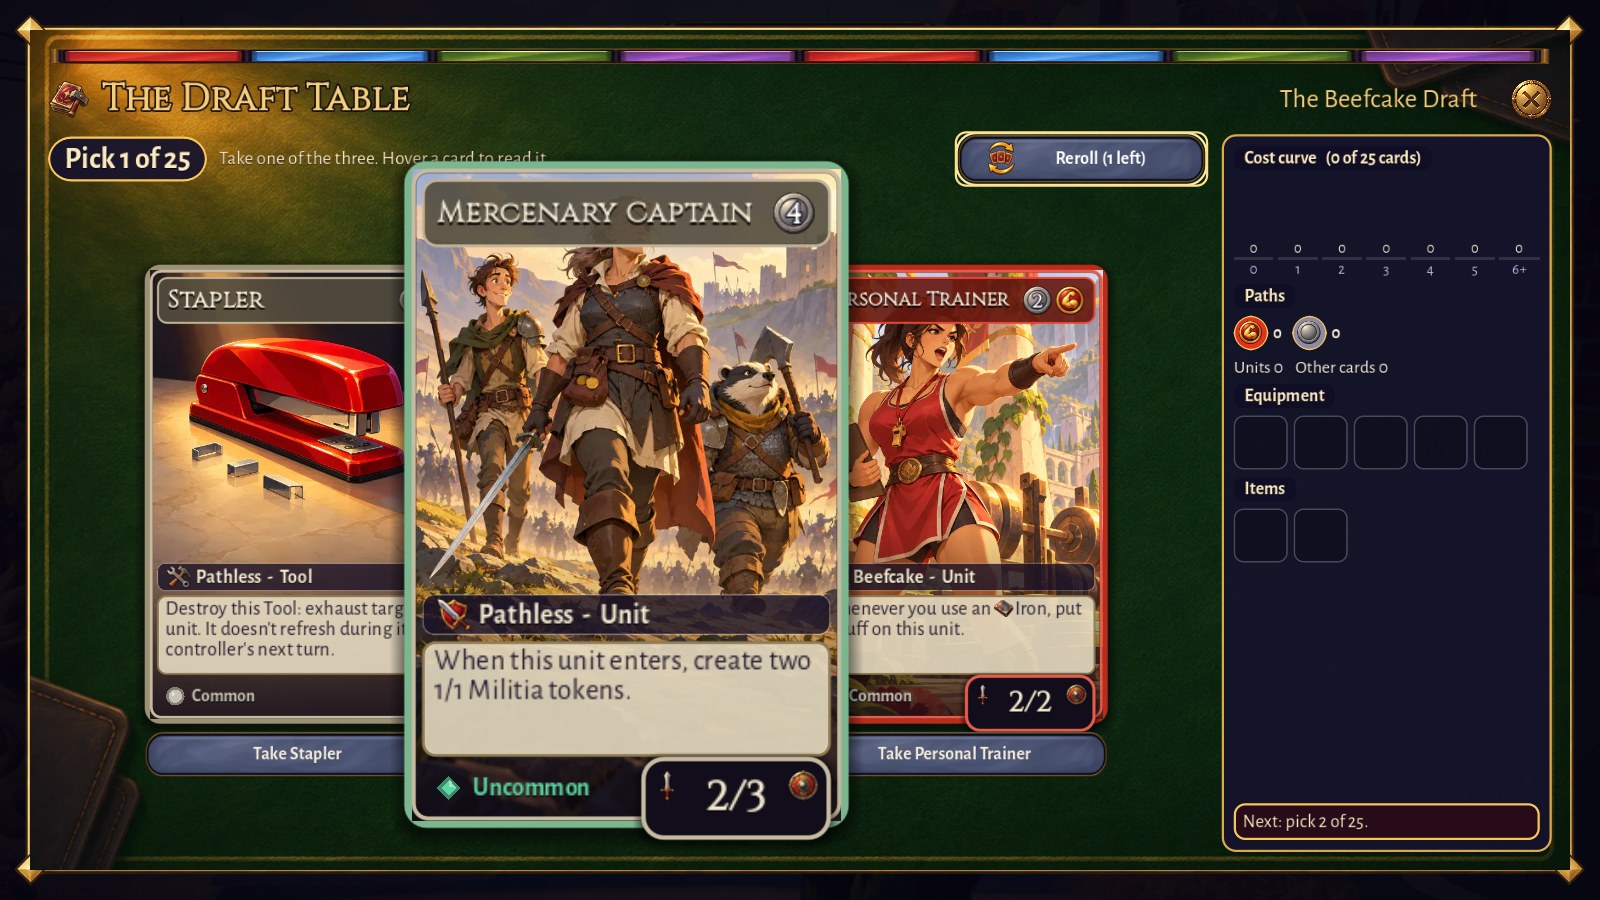 The Draft Table
The Beefcake Draft
Pick 1 of 25
Take one of the three. Hover a card to read it.
Reroll (1 left)
Stapler
Pathless - Tool
Destroy this Tool: exhaust
unit. It doesn't refresh during
controller's next turn.
Common
Take Stapler
Mercenary Captain
4
Pathless - Unit
When this unit enters, create two
1/1 Militia tokens.
Uncommon
2/3
Trainer
2
Beefcake - Unit
you use an Iron, put
on this unit.
Common
2/2
Take Personal Trainer
Cost curve (0 of 25 cards)
0 0 0 0 0 0 0
0 1 2 3 4 5 6+
Paths
0 0
Units 0 Other cards 0
Equipment
Items
Next: pick 2 of 25.